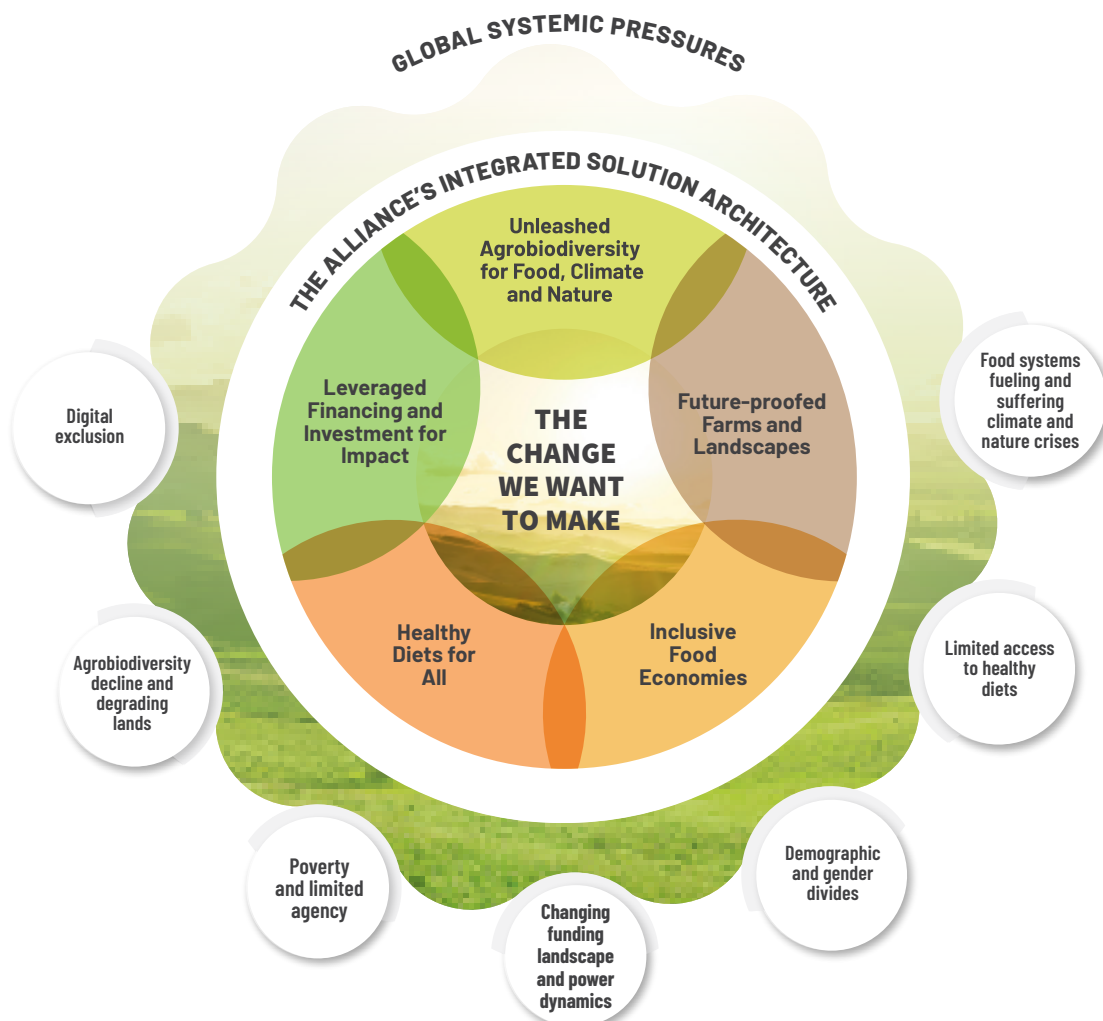 GLOBAL SYSTEMIC PRESSURES
THE ALLIANCE'S INTEGRATED SOLUTION ARCHITECTURE
Unleashed
Agrobiodiversity
for Food, Climate
and Nature
Leveraged
Financing and
Investment for
Impact
THE
CHANGE
WE WANT
TO MAKE
Future-proofed
Farms and
Landscapes
Healthy
Diets for
All
Inclusive
Food
Economies
Digital
exclusion
Food systems
fueling and
suffering
climate and
nature crises
Agrobiodiversity
decline and
degrading
lands
Limited access
to healthy
diets
Poverty
and limited
agency
Changing
funding
landscape
and power
dynamics
Demographic
and gender
divides